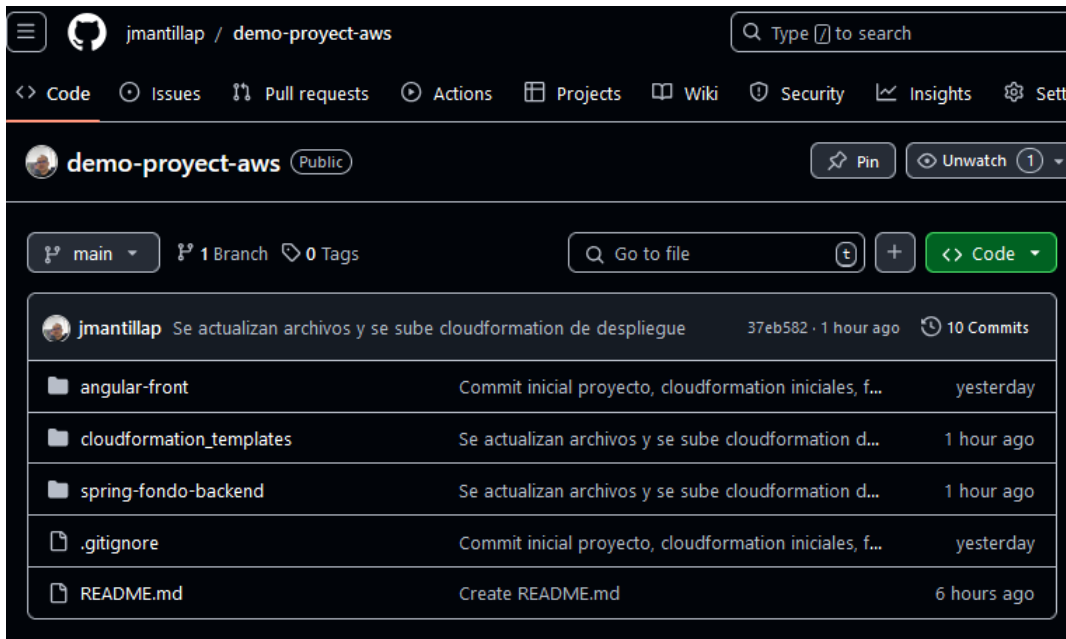 jmantillap / demo-proyect-aws
Type / to search
Code Issues Pull requests Actions Projects Wiki Security Insights Sett
demo-proyect-aws Public
Pin Unwatch 1
main 1 Branch 0 Tags Go to file t + Code
jmantillap Se actualizan archivos y se sube cloudformation de despliegue 37eb582 · 1 hour ago 10 Commits
angular-front Commit inicial proyecto, cloudformation iniciales, f... yesterday
cloudformation_templates Se actualizan archivos y se sube cloudformation d... 1 hour ago
spring-fondo-backend Se actualizan archivos y se sube cloudformation d... 1 hour ago
.gitignore Commit inicial proyecto, cloudformation iniciales, f... yesterday
README.md Create README.md 6 hours ago